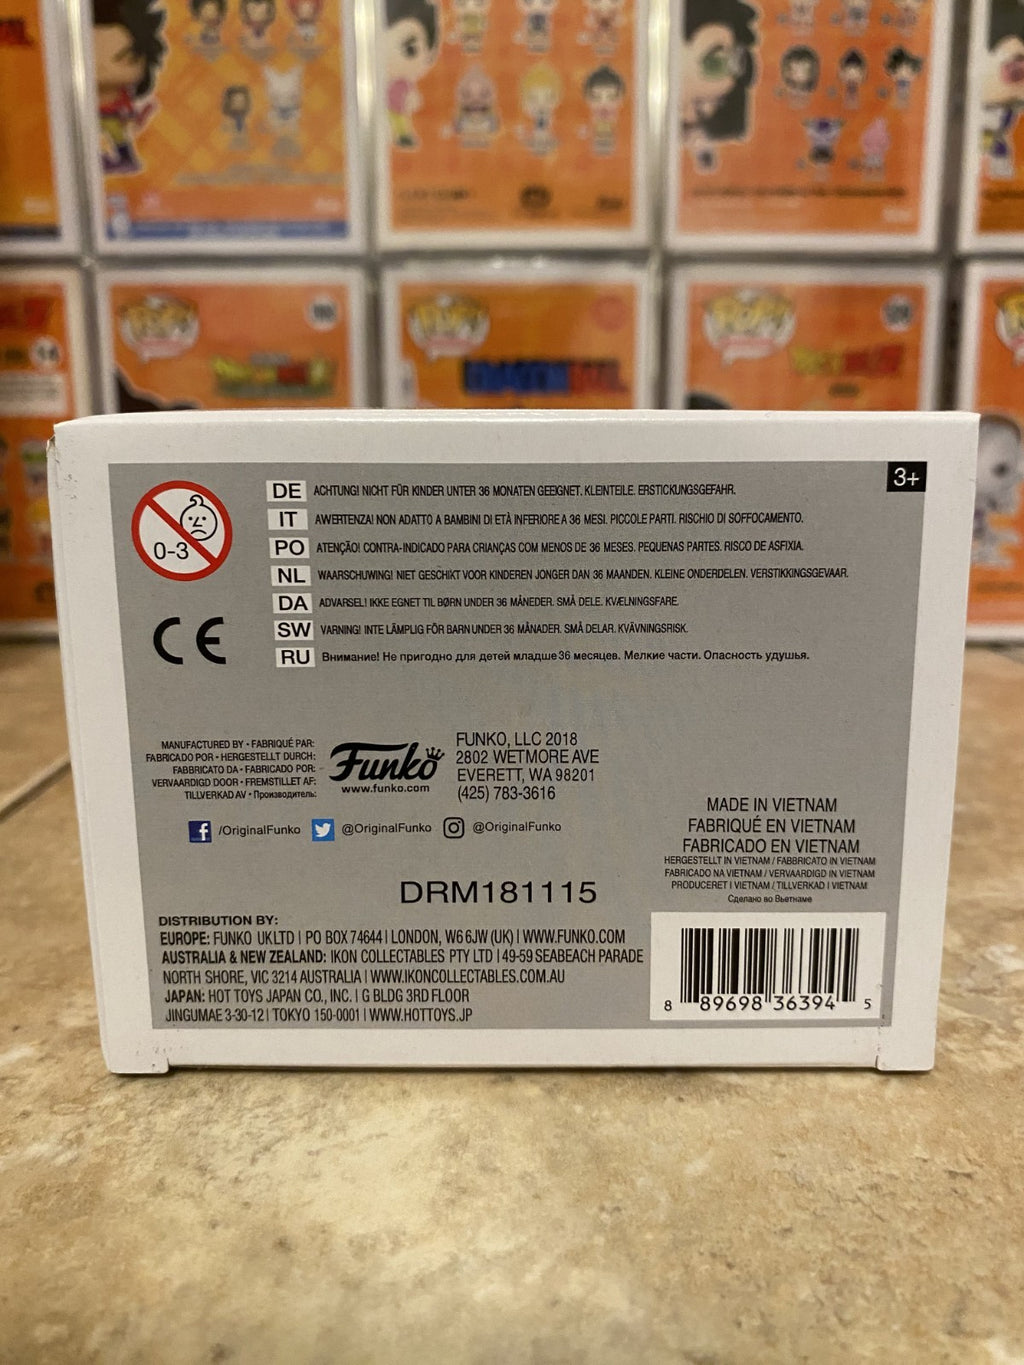 3+
0-3
DE ACHTUNG! NICHT FÜR KINDER UNTER 36 MONATEN GEEIGNET. KLEINTEILE. ERSTICKUNGSGEFAHR.
IT AWERTENZA! NON ADATTO A BAMBINI DI ETÀ INFERIORE A 36 MESI. PICCOLE PARTI. RISCHIO DI SOFFOCAMENTO.
PO ATENÇÃO! CONTRA-INDICADO PARA CRIANÇAS COM MENOS DE 36 MESES. PEQUENAS PARTES. RISCO DE ASFIXIA.
NL WAARSCHUWING! NIET GESCHIKT VOOR KINDEREN JONGER DAN 36 MAANDEN. KLEINE ONDERDELEN. VERSTIKKINGSGEVAAR.
DA ADVARSEL! IKKE EGNET TIL BØRN UNDER 36 MÅNEDER. SMÅ DELE. KVÆLNINGSFARE.
SW VARNING! INTE LÄMPLIG FÖR BARN UNDER 36 MÅNADER. SMÅ DELAR. KVÄVNINGSRISK.
RU Внимание! Не пригодно для детей младше 36 месяцев. Мелкие части. Опасность удушья.
CE
MANUFACTURED BY • FABRIQUÉ PAR:
FABRICADO POR • HERGESTELLT DURCH:
FABBRICATO DA • FABRICADO POR:
VERVAARDIGD DOOR • FREMSTILLET AF:
TILLVERKAD AV • Производитель:
Funko
www.funko.com
FUNKO, LLC 2018
2802 WETMORE AVE
EVERETT, WA 98201
(425) 783-3616
/OriginalFunko @OriginalFunko @OriginalFunko
MADE IN VIETNAM
FABRIQUÉ EN VIETNAM
FABRICADO EN VIETNAM
HERGESTELLT IN VIETNAM / FABBRICATO IN VIETNAM
FABRICADO NA VIETNAM / VERVAARDIGD IN VIETNAM
PRODUCERET I VIETNAM / TILLVERKAD I VIETNAM
Сделано во Вьетнаме
DRM181115
DISTRIBUTION BY:
EUROPE: FUNKO UK LTD | PO BOX 74644 | LONDON, W6 6JW (UK) | WWW.FUNKO.COM
AUSTRALIA & NEW ZEALAND: IKON COLLECTABLES PTY LTD | 49-59 SEABEACH PARADE
NORTH SHORE, VIC 3214 AUSTRALIA | WWW.IKONCOLLECTABLES.COM.AU
JAPAN: HOT TOYS JAPAN CO., INC. | G BLDG 3RD FLOOR
JINGUMAE 3-30-12 | TOKYO 150-0001 | WWW.HOTTOYS.JP
8 89698 36394 5
POP!
POP!
POP!